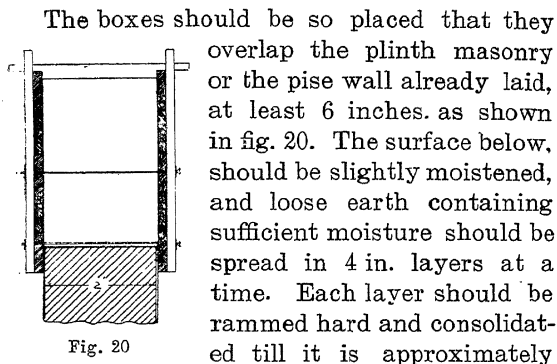 The boxes should be so placed that they
overlap the plinth masonry
or the pise wall already laid,
at least 6 inches. as shown
in fig. 20. The surface below,
should be slightly moistened,
and loose earth containing
sufficient moisture should be
spread in 4 in. layers at a
time. Each layer should be
rammed hard and consolidat-
ed till it is approximately
Fig. 20